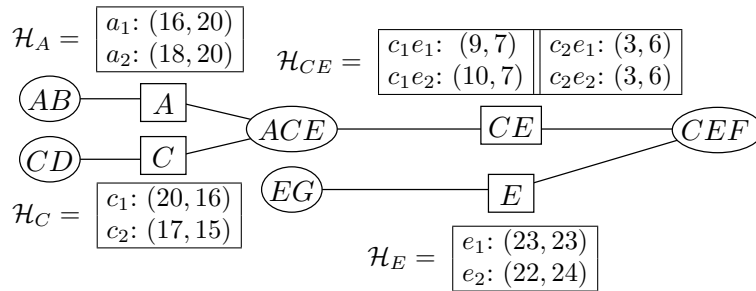 H_A = a₁: (16, 20)
a₂: (18, 20)
H_CE = c₁e₁: (9, 7) c₂e₁: (3, 6)
c₁e₂: (10, 7) c₂e₂: (3, 6)
AB A ACE CE CEF
CD C
EG E
H_C = c₁: (20, 16)
c₂: (17, 15)
H_E = e₁: (23, 23)
e₂: (22, 24)